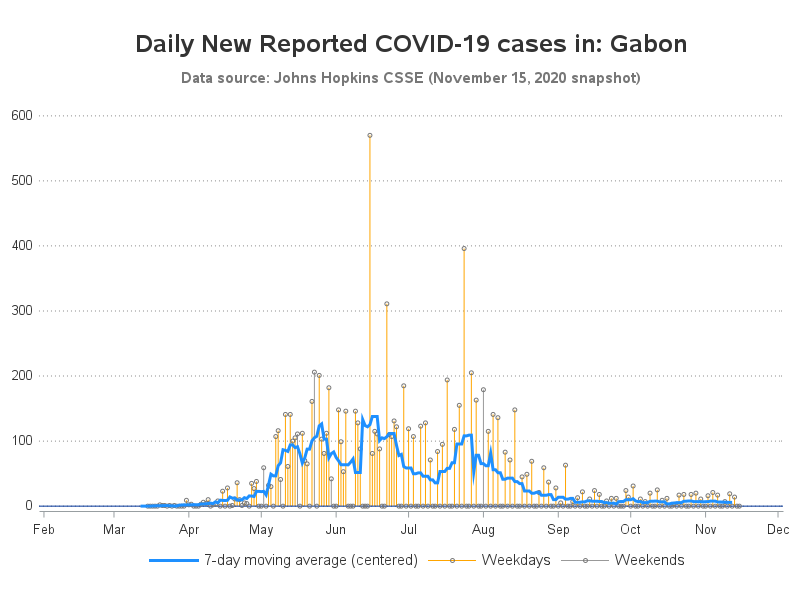 Daily New Reported COVID-19 cases in: Gabon
Data source: Johns Hopkins CSSE (November 15, 2020 snapshot)
600
500
400
300
200
100
0
Feb Mar Apr May Jun Jul Aug Sep Oct Nov Dec
7-day moving average (centered) Weekdays Weekends